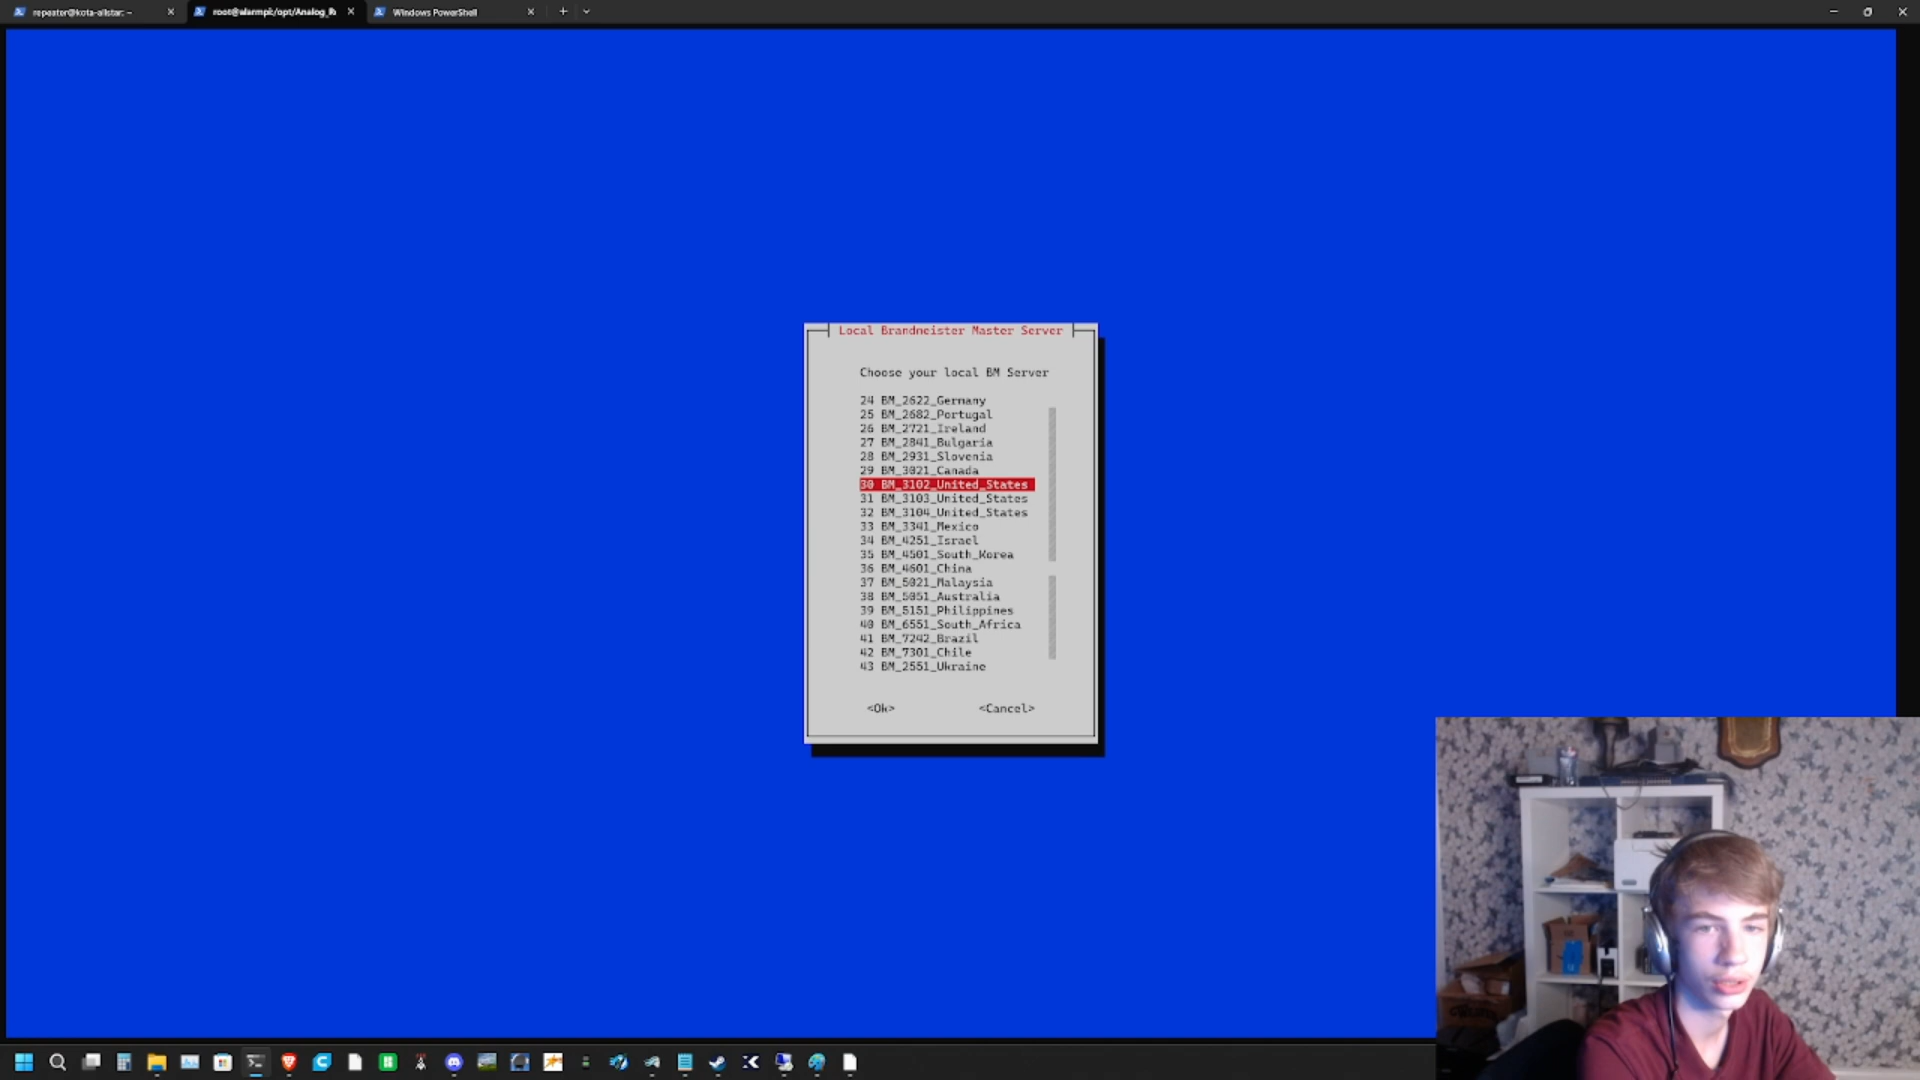 repeater@kota-allstar: ~
root@alarmpi:/opt/Analog_R
Windows PowerShell
Local Brandmeister Master Server
Choose your local BM Server
24 BM_2622_Germany
25 BM_2682_Portugal
26 BM_2721_Ireland
27 BM_2841_Bulgaria
28 BM_2931_Slovenia
29 BM_3021_Canada
30 BM_3102_United_States
31 BM_3103_United_States
32 BM_3104_United_States
33 BM_3341_Mexico
34 BM_4251_Israel
35 BM_4501_South_Korea
36 BM_4601_China
37 BM_5021_Malaysia
38 BM_5051_Australia
39 BM_5151_Philippines
40 BM_6551_South_Africa
41 BM_7242_Brazil
42 BM_7301_Chile
43 BM_2551_Ukraine
<Ok> <Cancel>